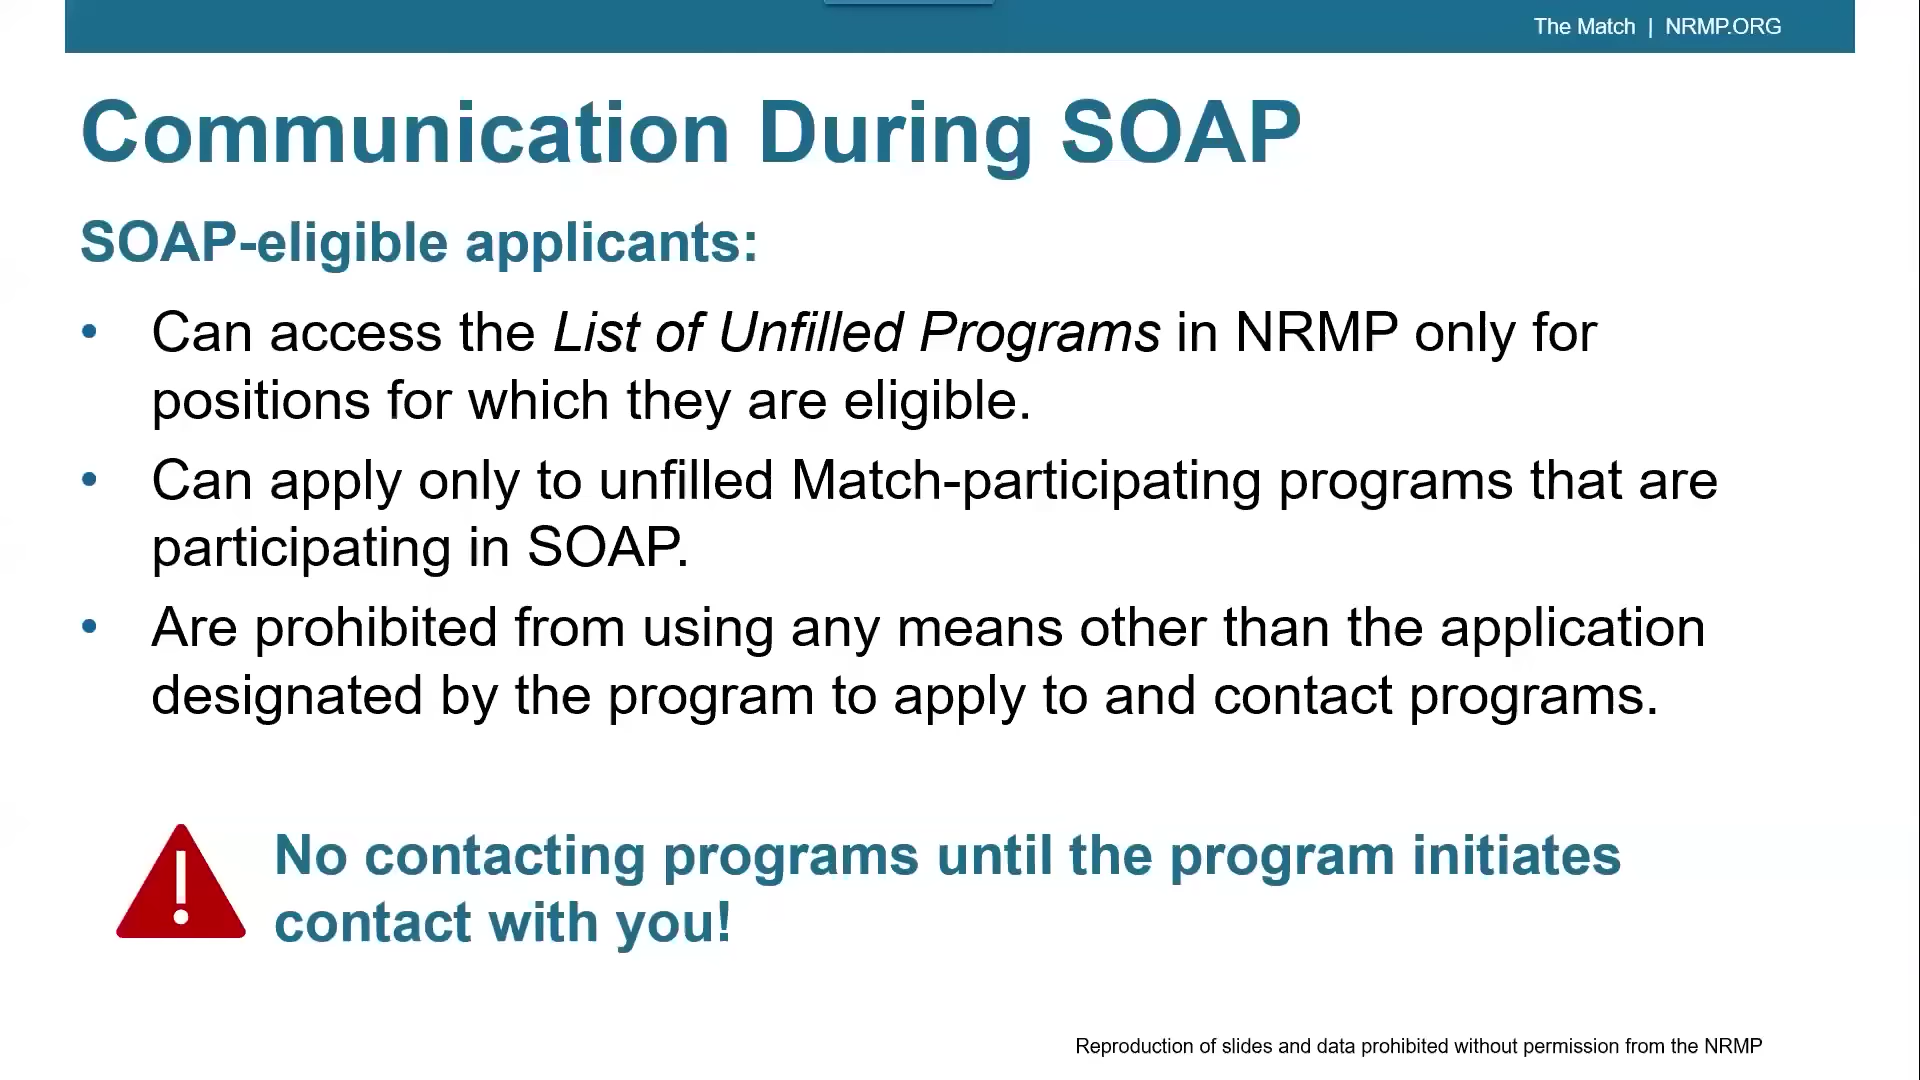 The Match | NRMP.ORG
Communication During SOAP
SOAP-eligible applicants:
• Can access the List of Unfilled Programs in NRMP only for
positions for which they are eligible.
• Can apply only to unfilled Match-participating programs that are
participating in SOAP.
• Are prohibited from using any means other than the application
designated by the program to apply to and contact programs.
No contacting programs until the program initiates
contact with you!
Reproduction of slides and data prohibited without permission from the NRMP